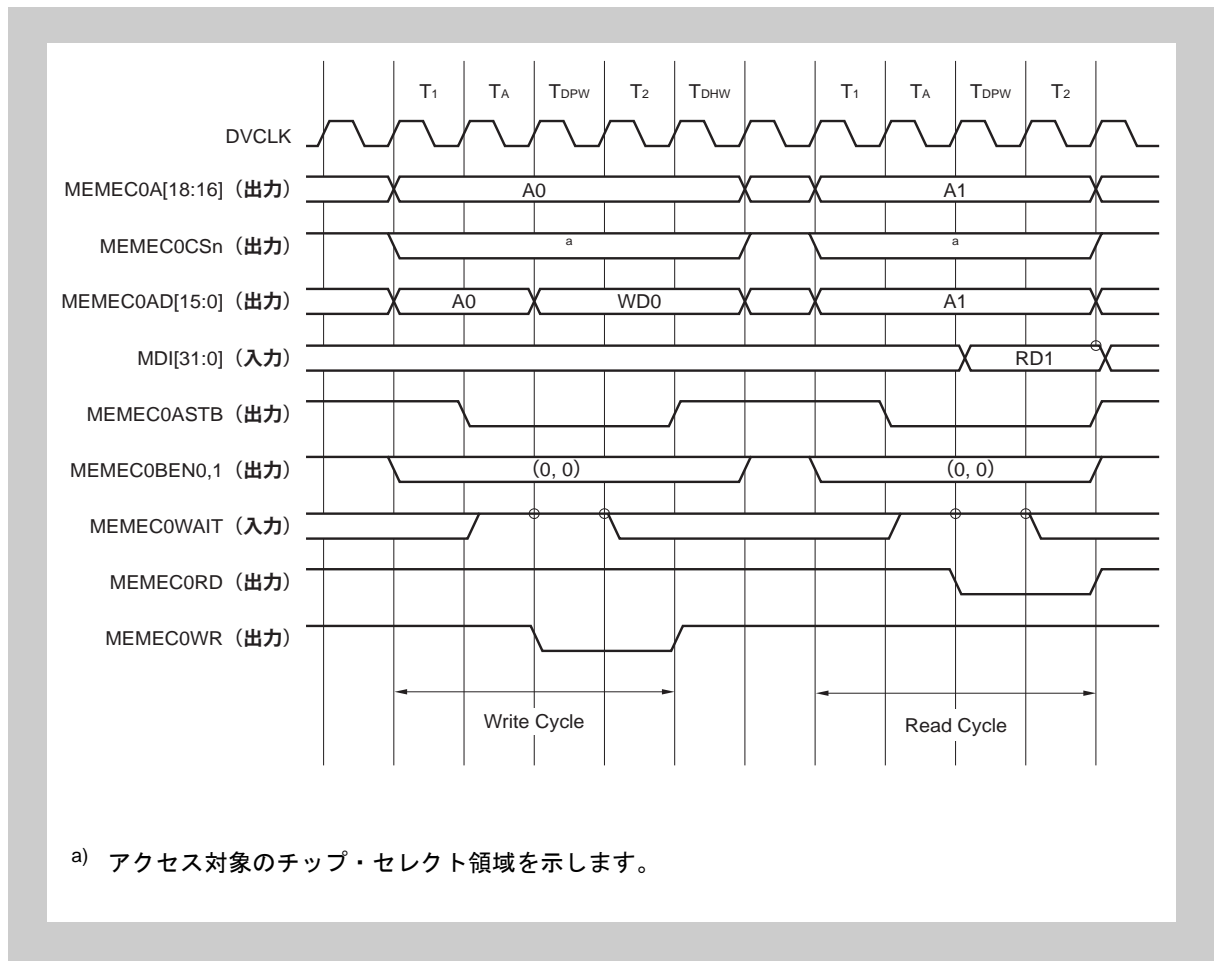 T1 TA TDPW T2 TDHW T1 TA TDPW T2
DVCLK
MEMEC0A[18:16]（出力） A0 A1
MEMEC0CSn（出力） a a
MEMEC0AD[15:0]（出力） A0 WD0 A1
MDI[31:0]（入力） RD1
MEMEC0ASTB（出力）
MEMEC0BEN0,1（出力） (0, 0) (0, 0)
MEMEC0WAIT（入力）
MEMEC0RD（出力）
MEMEC0WR（出力）
Write Cycle Read Cycle
a) アクセス対象のチップ・セレクト領域を示します。